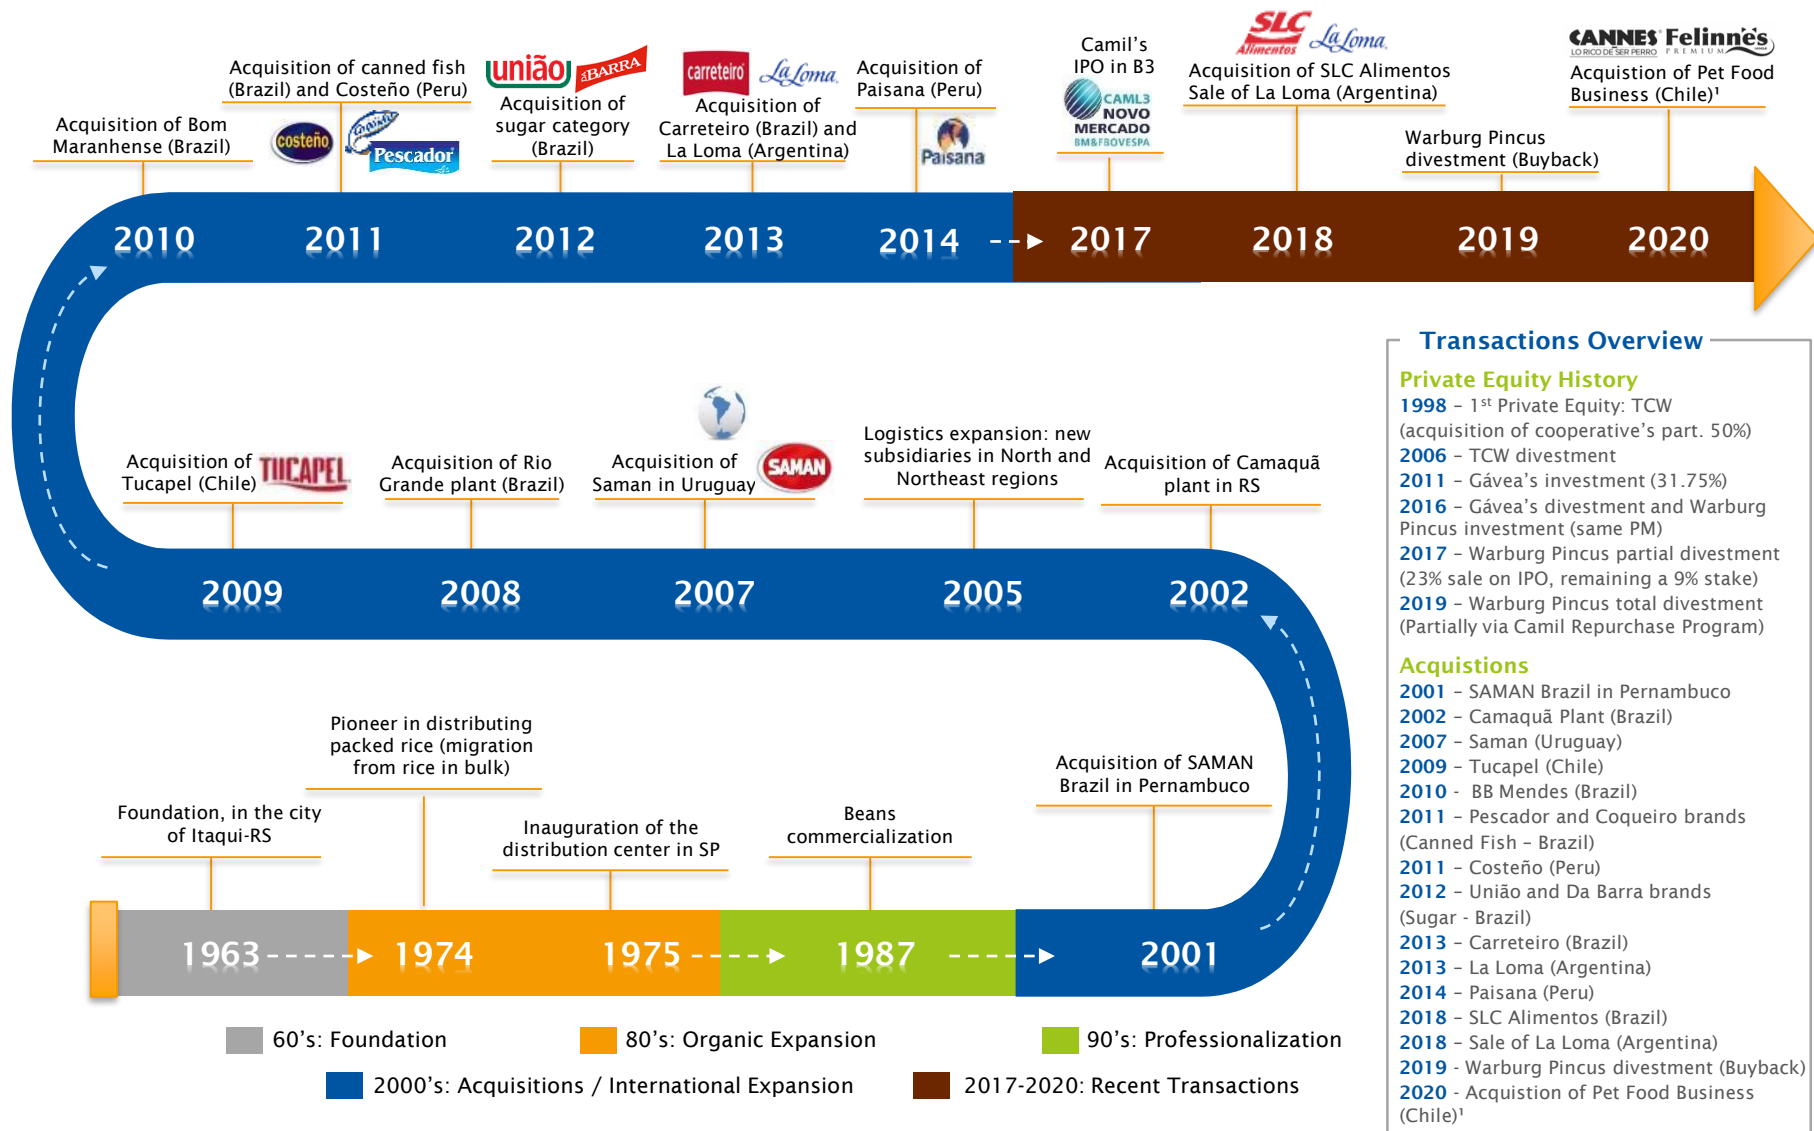 Acquisition of Bom
Maranhense (Brazil)
Acquisition of canned fish
(Brazil) and Costeño (Peru)
costeño
Pescador
união
DA BARRA
Acquisition of
sugar category
(Brazil)
carreteiro
La Loma
Acquisition of
Carreteiro (Brazil) and
La Loma (Argentina)
Acquisition of
Paisana (Peru)
Paisana
Camil's
IPO in B3
CAML3
NOVO
MERCADO
BM&FBOVESPA
SLC
Alimentos
La Loma
Acquisition of SLC Alimentos
Sale of La Loma (Argentina)
Warburg Pincus
divestment (Buyback)
CANNES
LO RICO DE SER PERRO
Felinnes
PREMIUM
Acquistion of Pet Food
Business (Chile)¹
2010
2011
2012
2013
2014
2017
2018
2019
2020
Acquisition of
Tucapel (Chile)
TUCAPEL
Acquisition of Rio
Grande plant (Brazil)
Acquisition of
Saman in Uruguay
SAMAN
Logistics expansion: new
subsidiaries in North and
Northeast regions
Acquisition of Camaquã
plant in RS
2009
2008
2007
2005
2002
Foundation, in the city
of Itaqui-RS
Pioneer in distributing
packed rice (migration
from rice in bulk)
Inauguration of the
distribution center in SP
Beans
commercialization
Acquisition of SAMAN
Brazil in Pernambuco
1963
1974
1975
1987
2001
60's: Foundation
80's: Organic Expansion
90's: Professionalization
2000's: Acquisitions / International Expansion
2017-2020: Recent Transactions
Transactions Overview
Private Equity History
1998 – 1st Private Equity: TCW
(acquisition of cooperative's part. 50%)
2006 – TCW divestment
2011 – Gávea's investment (31.75%)
2016 – Gávea's divestment and Warburg
Pincus investment (same PM)
2017 – Warburg Pincus partial divestment
(23% sale on IPO, remaining a 9% stake)
2019 – Warburg Pincus total divestment
(Partially via Camil Repurchase Program)
Acquistions
2001 – SAMAN Brazil in Pernambuco
2002 – Camaquã Plant (Brazil)
2007 – Saman (Uruguay)
2009 – Tucapel (Chile)
2010 - BB Mendes (Brazil)
2011 – Pescador and Coqueiro brands
(Canned Fish – Brazil)
2011 – Costeño (Peru)
2012 – União and Da Barra brands
(Sugar - Brazil)
2013 – Carreteiro (Brazil)
2013 – La Loma (Argentina)
2014 – Paisana (Peru)
2018 – SLC Alimentos (Brazil)
2018 – Sale of La Loma (Argentina)
2019 - Warburg Pincus divestment (Buyback)
2020 - Acquistion of Pet Food Business
(Chile)¹